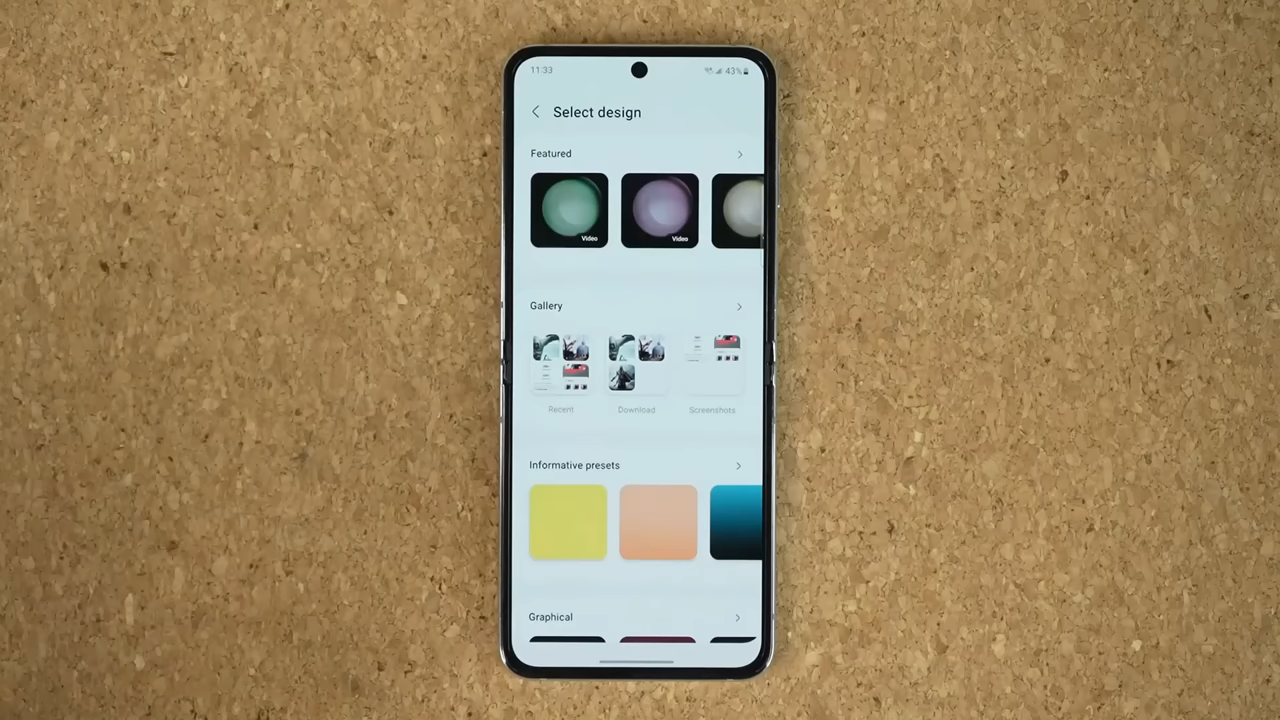 11:33
43%
Select design
Featured
Video
Video
Gallery
Recent
Download
Screenshots
Informative presets
Graphical